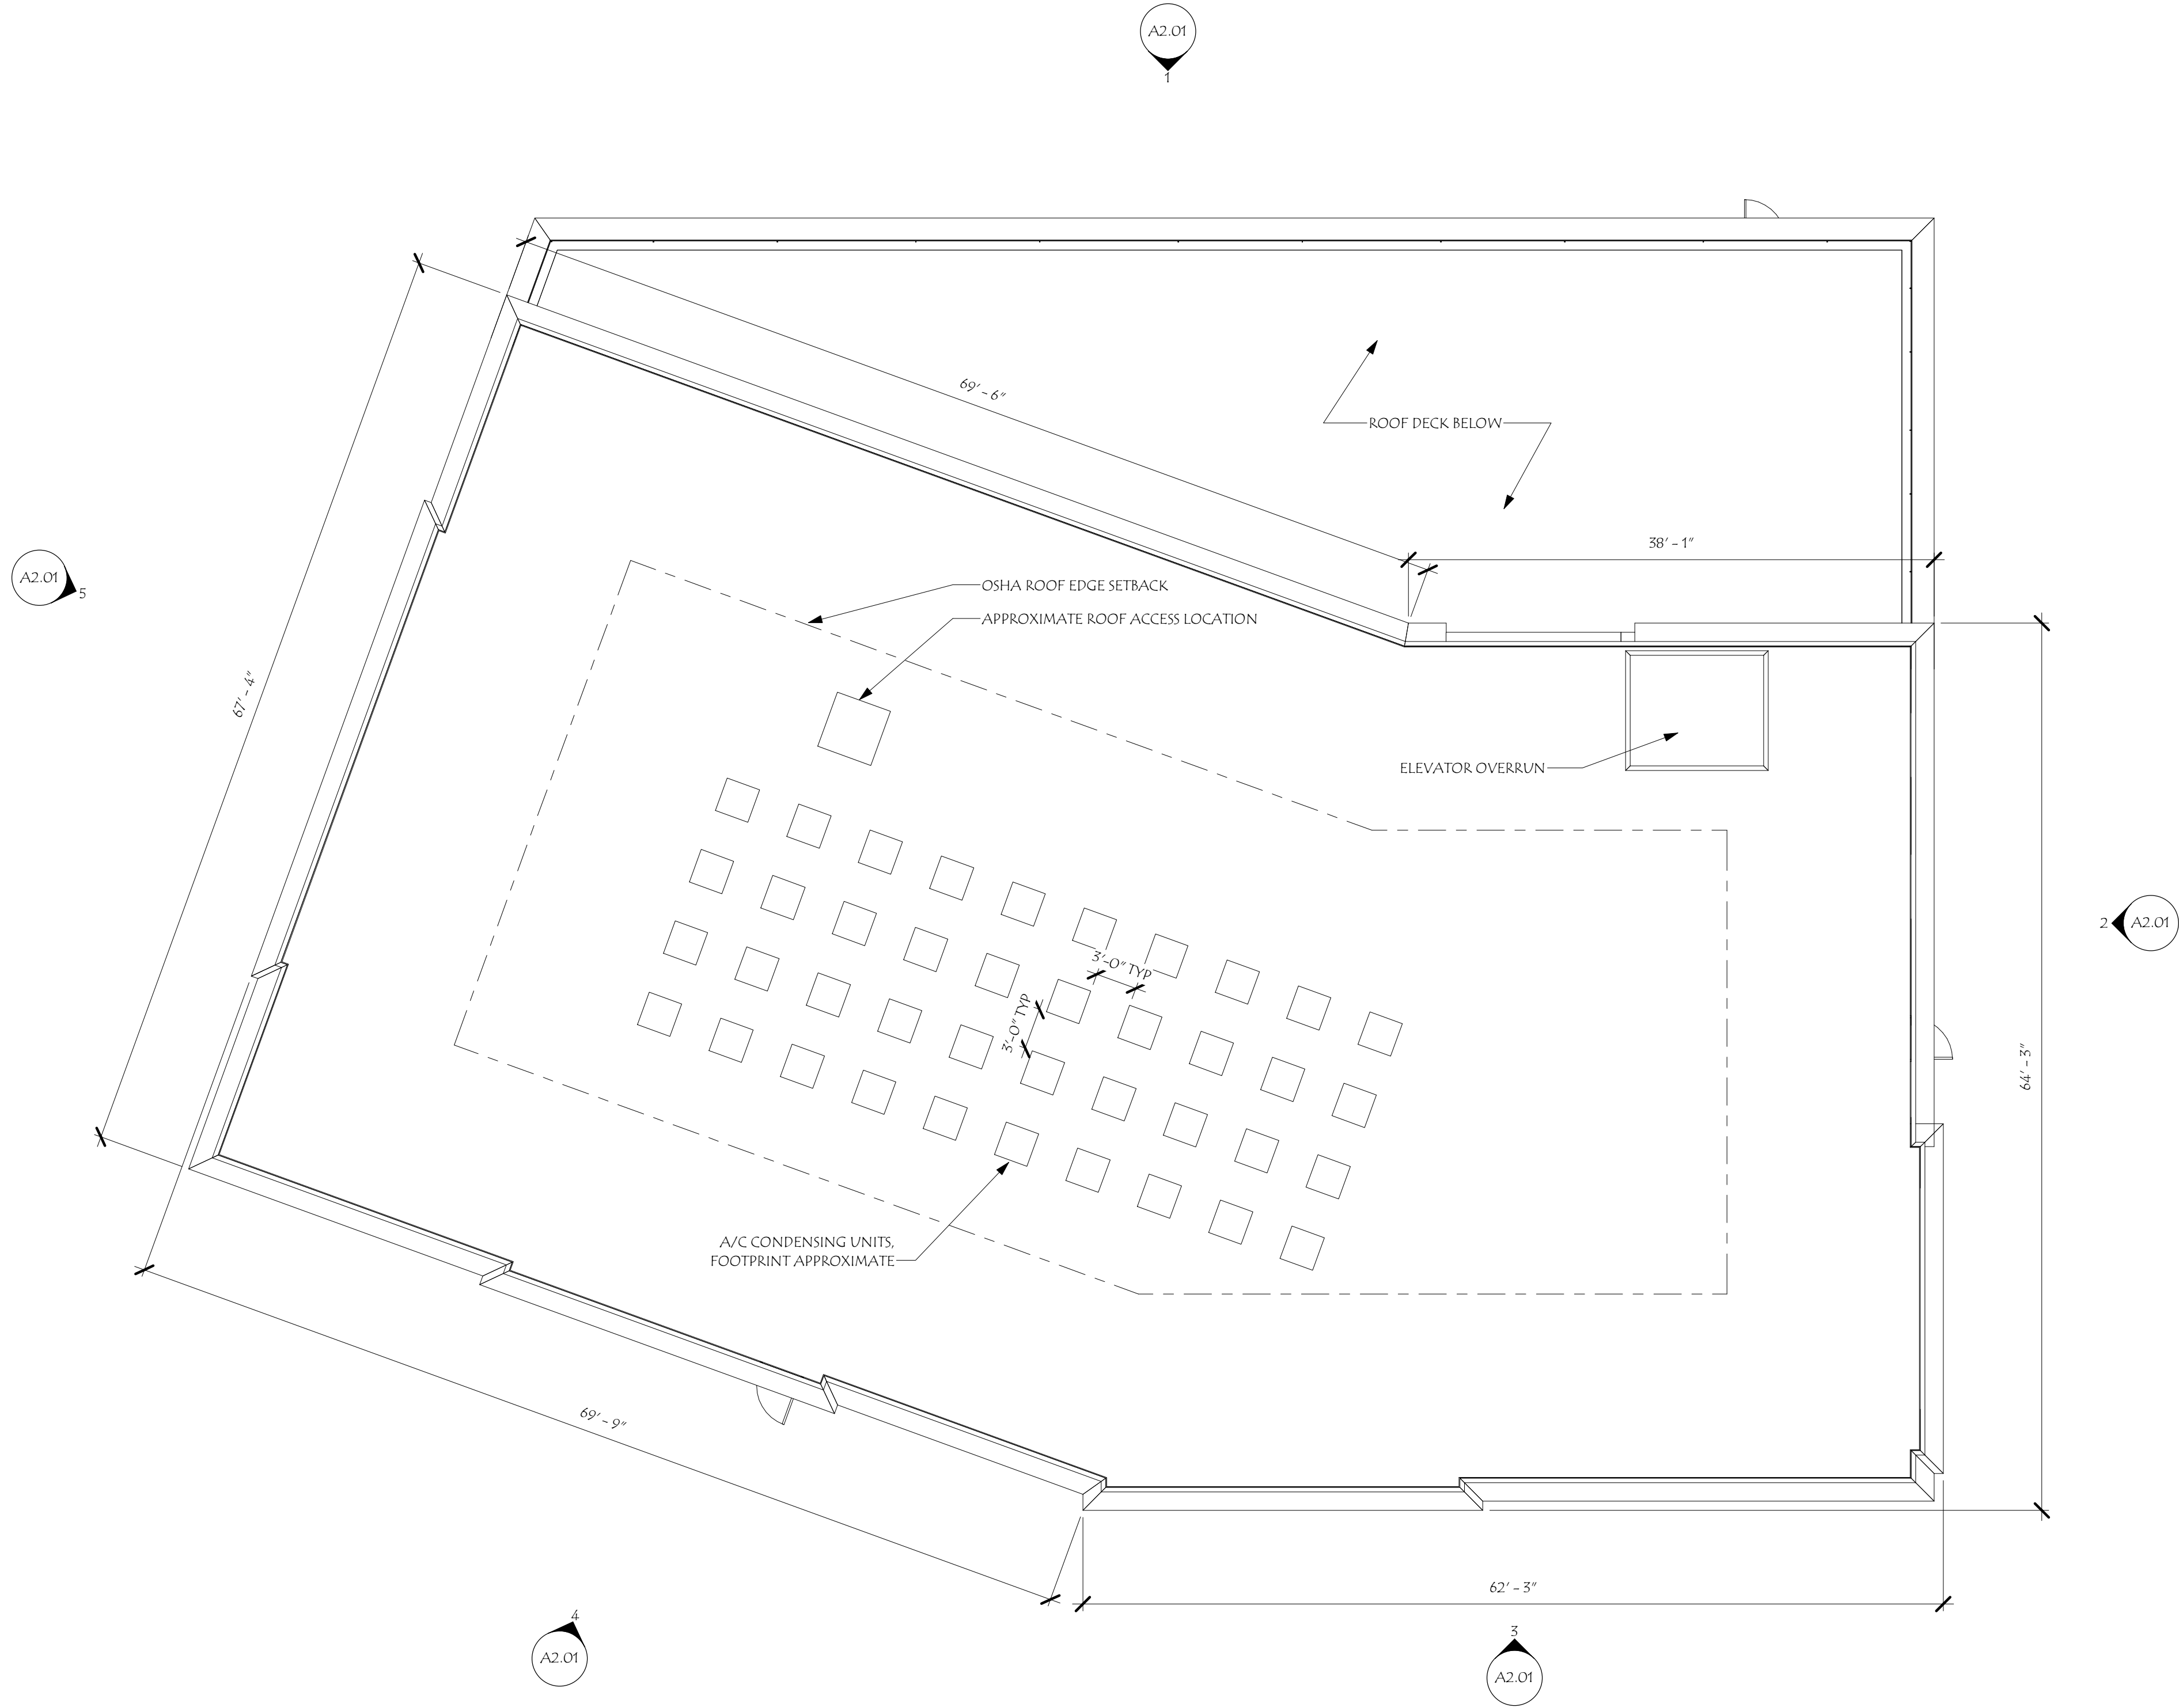 A2.01
1
69' - 6"
ROOF DECK BELOW
38' - 1"
A2.01
5
OSHA ROOF EDGE SETBACK
APPROXIMATE ROOF ACCESS LOCATION
67' - 4"
ELEVATOR OVERRUN
2
A2.01
3'-0" TYP
3'-0" TYP
64' - 3"
A/C CONDENSING UNITS,
FOOTPRINT APPROXIMATE
69' - 9"
62' - 3"
4
A2.01
3
A2.01